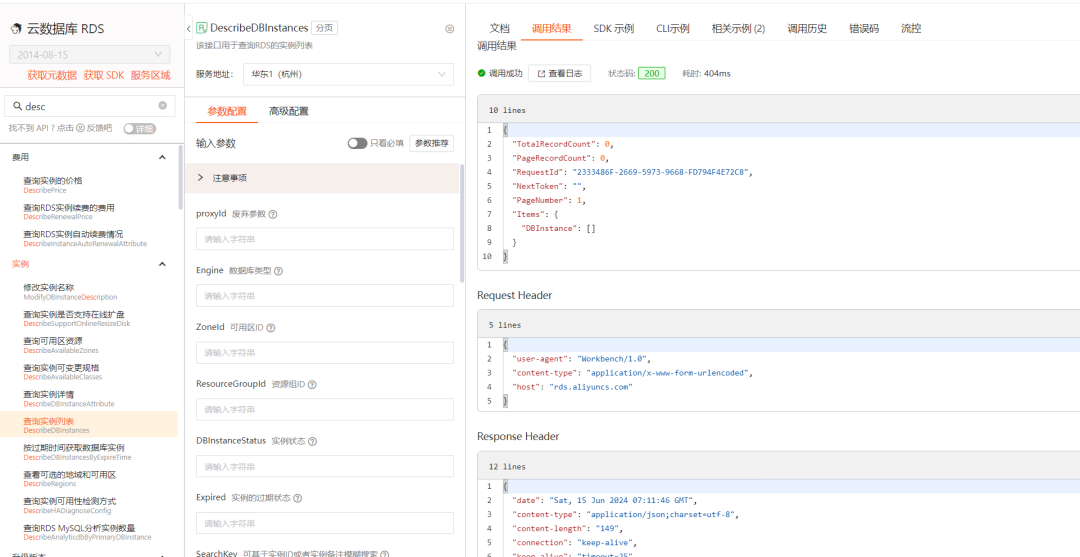 云数据库 RDS
2014-08-15
获取元数据 获取 SDK 服务区域
desc
找不到 API ? 点击 反馈吧 详细
费用
查询实例的价格
DescribePrice
查询RDS实例续费的费用
DescribeRenewalPrice
查询RDS实例自动续费情况
DescribeInstanceAutoRenewalAttribute
实例
修改实例名称
ModifyDBInstanceDescription
查询实例是否支持在线扩盘
DescribeSupportOnlineResizeDisk
查询可用区资源
DescribeAvailableZones
查询实例可变更规格
DescribeAvailableClasses
查询实例详情
DescribeDBInstanceAttribute
查询实例列表
DescribeDBInstances
按过期时间获取数据库实例
DescribeDBInstancesByExpireTime
查看可选的地域和可用区
DescribeRegions
查询实例可用性检测方式
DescribeHADiagnoseConfig
查询RDS MySQL分析实例数量
DescribeAnalyticdbByPrimaryDBInstance
升级版本
DescribeDBInstances 分页
该接口用于查询RDS的实例列表
服务地址: 华东1（杭州）
参数配置 高级配置
输入参数 只看必填 参数推荐
注意事项
proxyId 废弃参数
请输入字符串
Engine 数据库类型
请输入字符串
ZoneId 可用区ID
请输入字符串
ResourceGroupId 资源组ID
请输入字符串
DBInstanceStatus 实例状态
请输入字符串
Expired 实例的过期状态
请输入字符串
SearchKey 可基于实例ID或者实例备注模糊搜索
文档 调用结果 SDK 示例 CLI示例 相关示例 (2) 调用历史 错误码 流控
调用结果
调用成功 查看日志 状态码: 200 耗时: 404ms
10 lines
1 {
2 "TotalRecordCount": 0,
3 "PageRecordCount": 0,
4 "RequestId": "2333486F-2669-5973-9668-FD794F4E72C8",
5 "NextToken": "",
6 "PageNumber": 1,
7 "Items": {
8 "DBInstance": []
9 }
10 }
Request Header
5 lines
1 {
2 "user-agent": "Workbench/1.0",
3 "content-type": "application/x-www-form-urlencoded",
4 "host": "rds.aliyuncs.com"
5 }
Response Header
12 lines
1 {
2 "date": "Sat, 15 Jun 2024 07:11:46 GMT",
3 "content-type": "application/json;charset=utf-8",
4 "content-length": "149",
5 "connection": "keep-alive",
6 "keep-alive": "timeout=25",